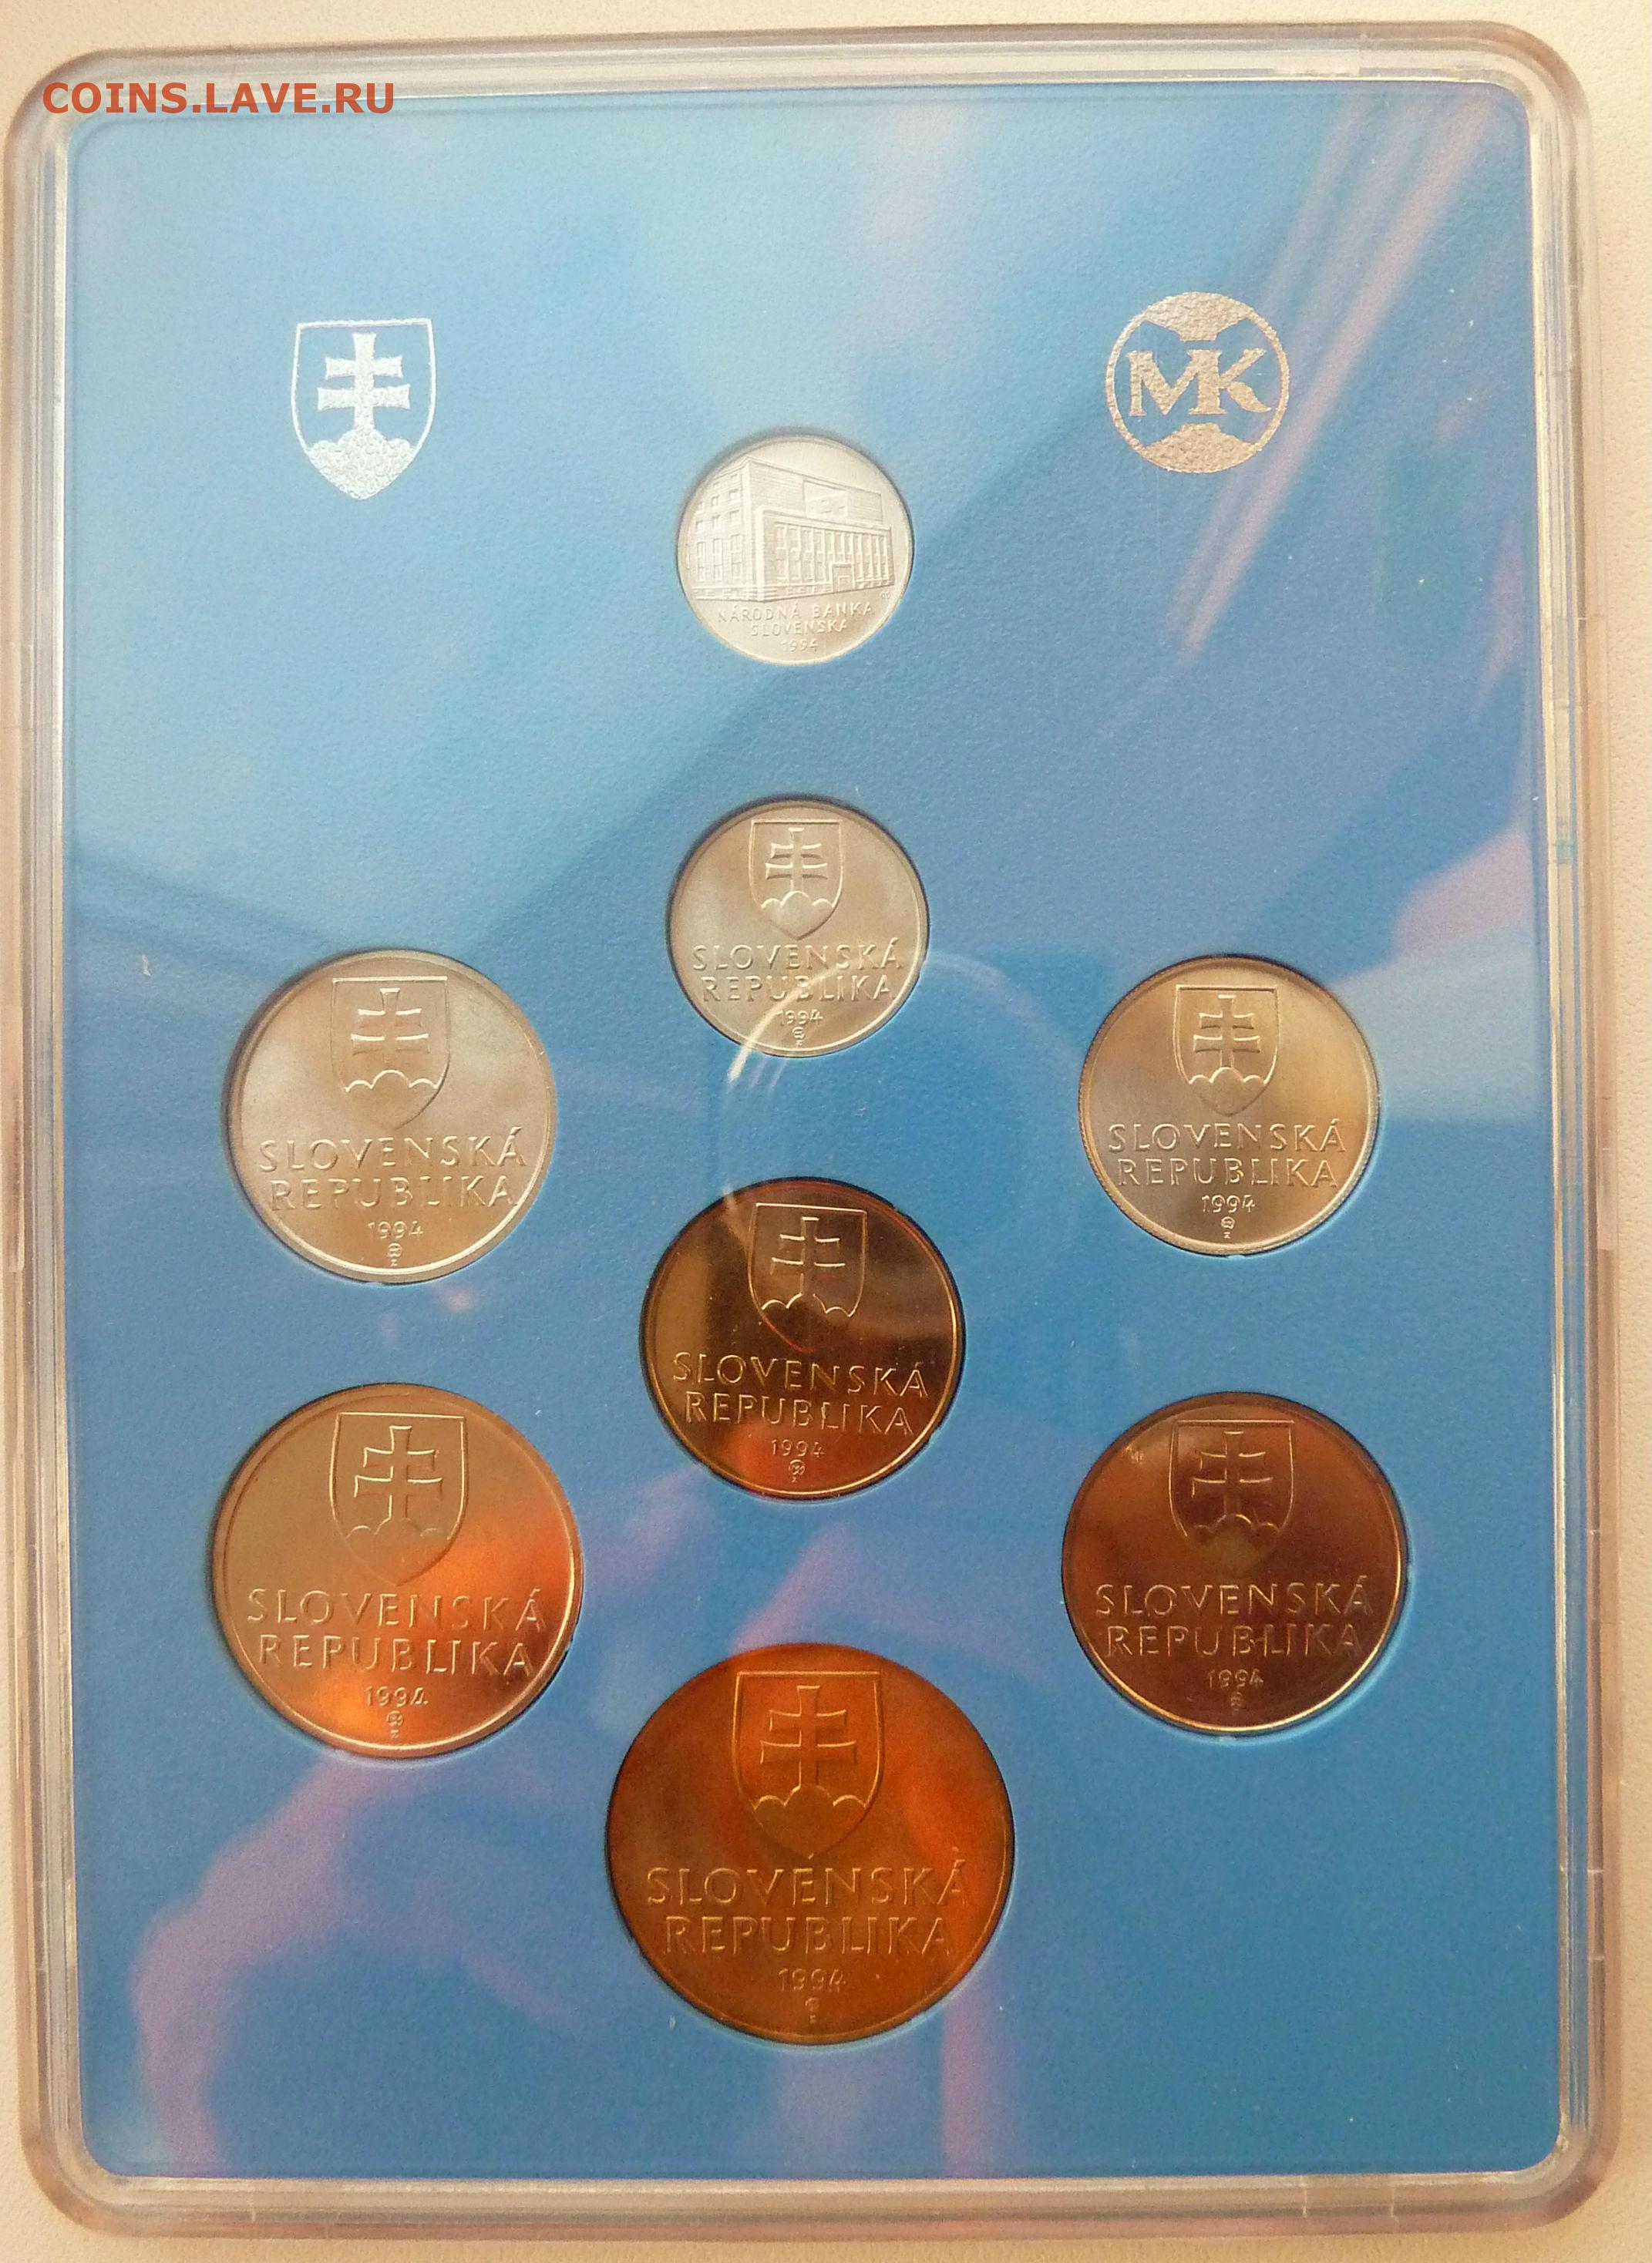 COINS.LAVE.RU
MK
NÁRODNÁ BANKA
SLOVENSKA
1994
SLOVENSKÁ
REPUBLIKA
1994
SLOVENSKÁ
REPUBLIKA
1994
SLOVENSKÁ
REPUBLIKA
1994
SLOVENSKÁ
REPUBLIKA
1994
SLOVENSKÁ
REPUBLIKA
1994
SLOVENSKÁ
REPUBLIKA
1994
SLOVENSKÁ
REPUBLIKA
1994